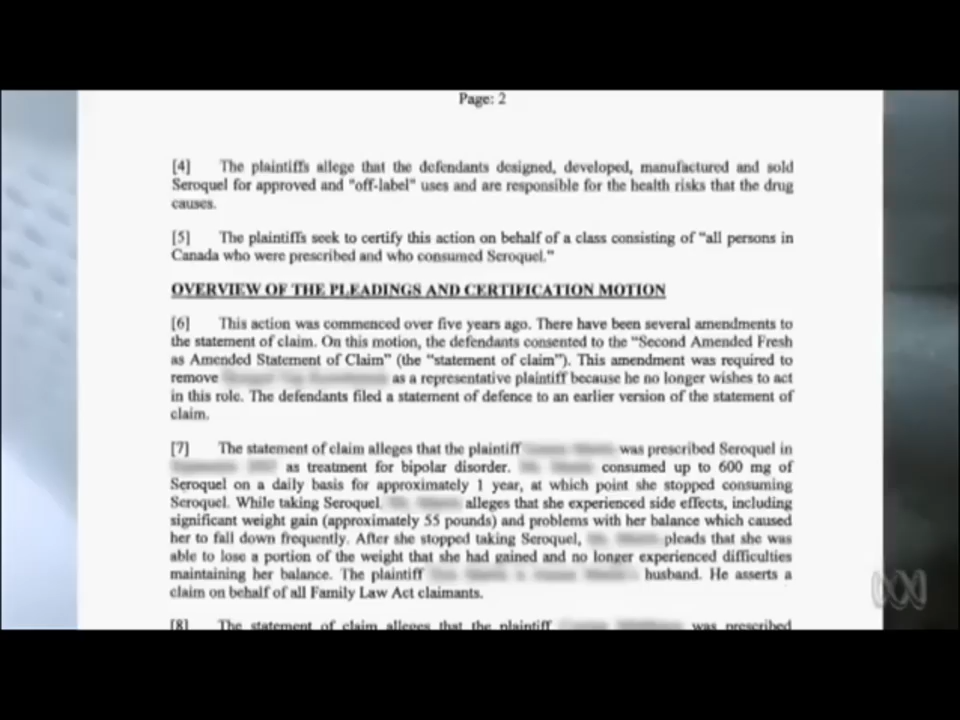 Page: 2
[4] The plaintiffs allege that the defendants designed, developed, manufactured and sold
Seroquel for approved and "off-label" uses and are responsible for the health risks that the drug
causes.
[5] The plaintiffs seek to certify this action on behalf of a class consisting of "all persons in
Canada who were prescribed and who consumed Seroquel."
OVERVIEW OF THE PLEADINGS AND CERTIFICATION MOTION
[6] This action was commenced over five years ago. There have been several amendments to
the statement of claim. On this motion, the defendants consented to the "Second Amended Fresh
as Amended Statement of Claim" (the "statement of claim"). This amendment was required to
remove as a representative plaintiff because he no longer wishes to act
in this role. The defendants filed a statement of defence to an earlier version of the statement of
claim.
[7] The statement of claim alleges that the plaintiff was prescribed Seroquel in
as treatment for bipolar disorder. consumed up to 600 mg of
Seroquel on a daily basis for approximately 1 year, at which point she stopped consuming
Seroquel. While taking Seroquel alleges that she experienced side effects, including
significant weight gain (approximately 55 pounds) and problems with her balance which caused
her to fall down frequently. After she stopped taking Seroquel, pleads that she was
able to lose a portion of the weight that she had gained and no longer experienced difficulties
maintaining her balance. The plaintiff husband. He asserts a
claim on behalf of all Family Law Act claimants.
[8] The statement of claim alleges that the plaintiff was prescribed